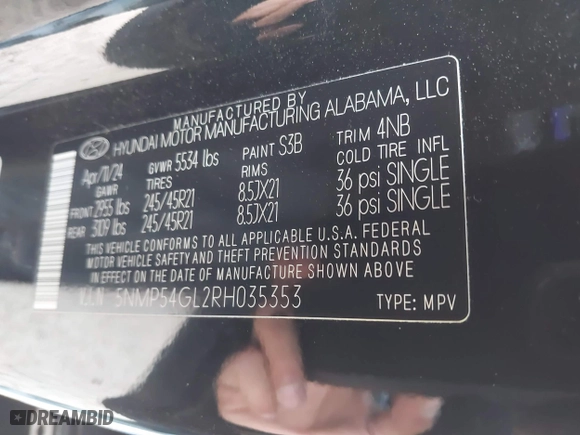 MANUFACTURED BY
HYUNDAI MOTOR MANUFACTURING ALABAMA, LLC
Apr/11/24 GVWR 5534 lbs PAINT S3B TRIM 4NB
GAWR TIRES RIMS COLD TIRE INFL
FRONT 2955 lbs 245/45R21 8.5JX21 36 psi SINGLE
REAR 3109 lbs 245/45R21 8.5JX21 36 psi SINGLE
THIS VEHICLE CONFORMS TO ALL APPLICABLE U.S.A. FEDERAL
MOTOR VEHICLE SAFETY AND THEFT PREVENTION STANDARDS
IN EFFECT ON THE DATE OF MANUFACTURE SHOWN ABOVE.
5NMP54GL2RH035353 TYPE: MPV
DREAMBID